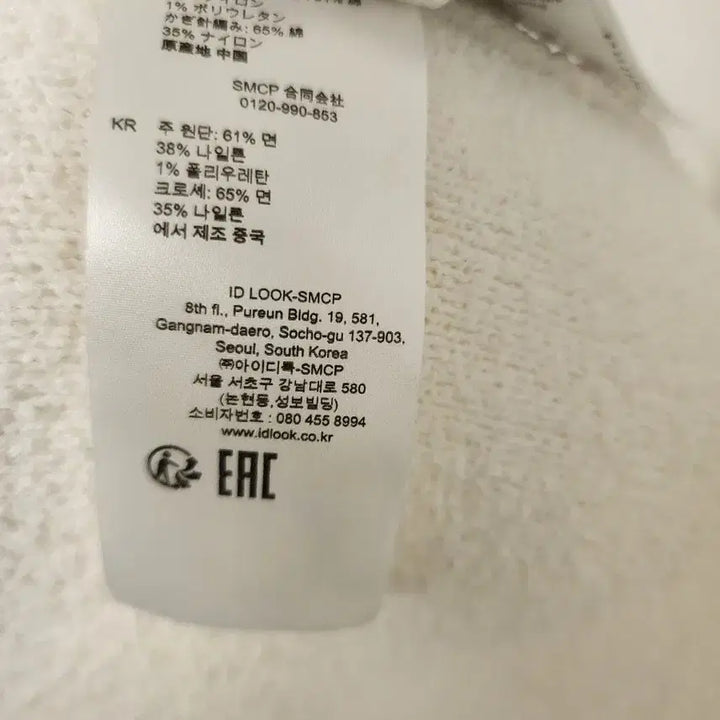 1% ポリウレタン
かぎ針編み: 65% 綿
35% ナイロン
原産地 中国
SMCP 合同会社
0120-990-853
KR 주 원단: 61% 면
38% 나일론
1% 폴리우레탄
크로셰: 65% 면
35% 나일론
에서 제조 중국
ID LOOK-SMCP
8th fl., Pureun Bldg. 19, 581,
Gangnam-daero, Socho-gu 137-903,
Seoul, South Korea
㈜아이디룩-SMCP
서울 서초구 강남대로 580
(논현동,성보빌딩)
소비자번호 : 080 455 8994
www.idlook.co.kr
EAC